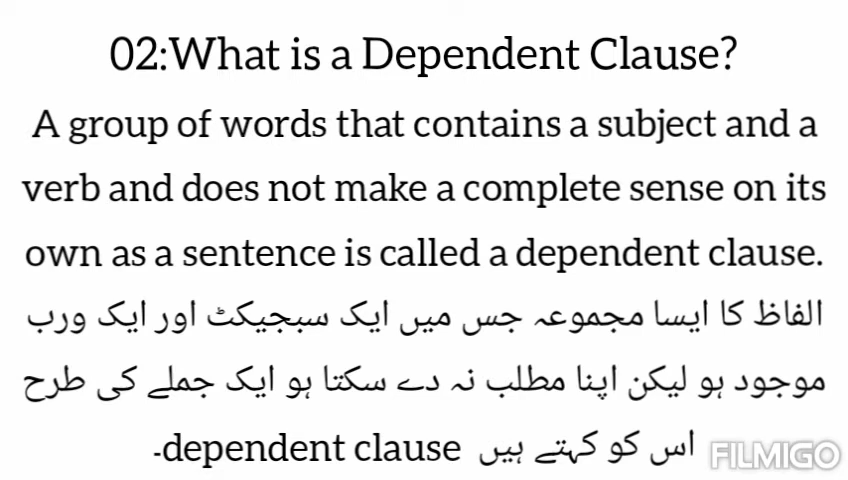 02:What is a Dependent Clause?
A group of words that contains a subject and a
verb and does not make a complete sense on its
own as a sentence is called a dependent clause.
الفاظ کا ایسا مجموعہ جس میں ایک سبجیکٹ اور ایک ورب
موجود ہو لیکن اپنا مطلب نہ دے سکتا ہو ایک جملے کی طرح
اس کو کہتے ہیں dependent clause-
FILMIGO